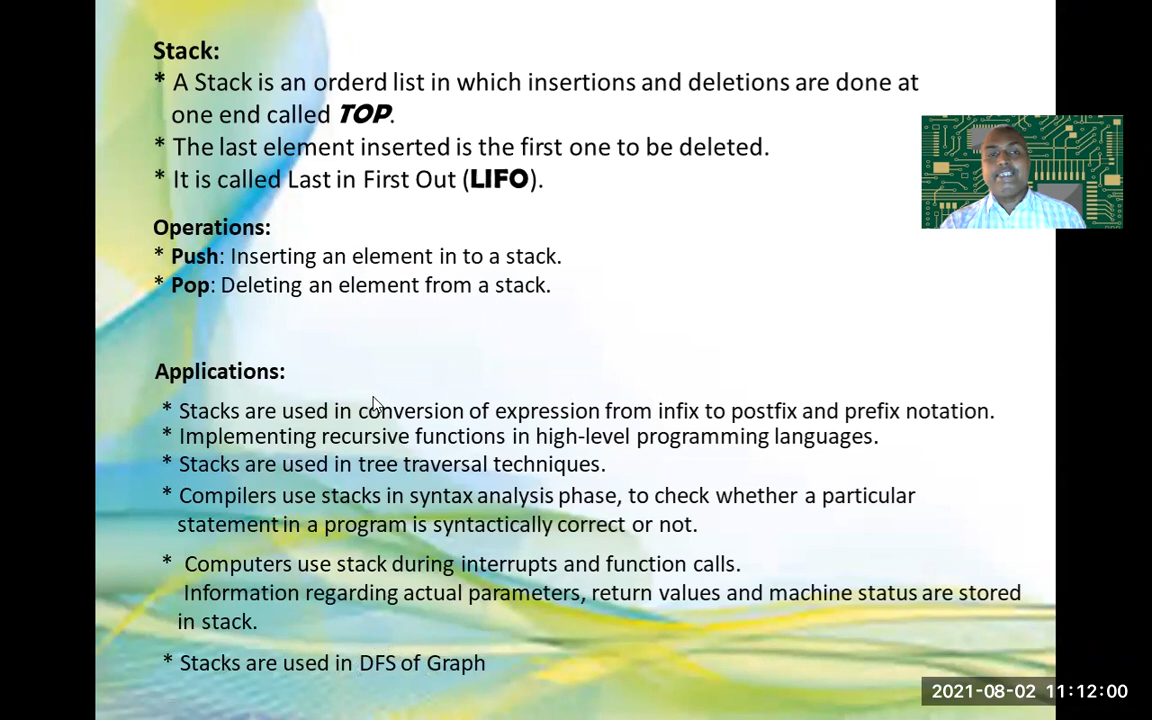 Stack:
* A Stack is an orderd list in which insertions and deletions are done at
one end called TOP.
* The last element inserted is the first one to be deleted.
* It is called Last in First Out (LIFO).
Operations:
* Push: Inserting an element in to a stack.
* Pop: Deleting an element from a stack.
Applications:
* Stacks are used in conversion of expression from infix to postfix and prefix notation.
* Implementing recursive functions in high-level programming languages.
* Stacks are used in tree traversal techniques.
* Compilers use stacks in syntax analysis phase, to check whether a particular
statement in a program is syntactically correct or not.
* Computers use stack during interrupts and function calls.
Information regarding actual parameters, return values and machine status are stored
in stack.
* Stacks are used in DFS of Graph
2021-08-02 11:12:00